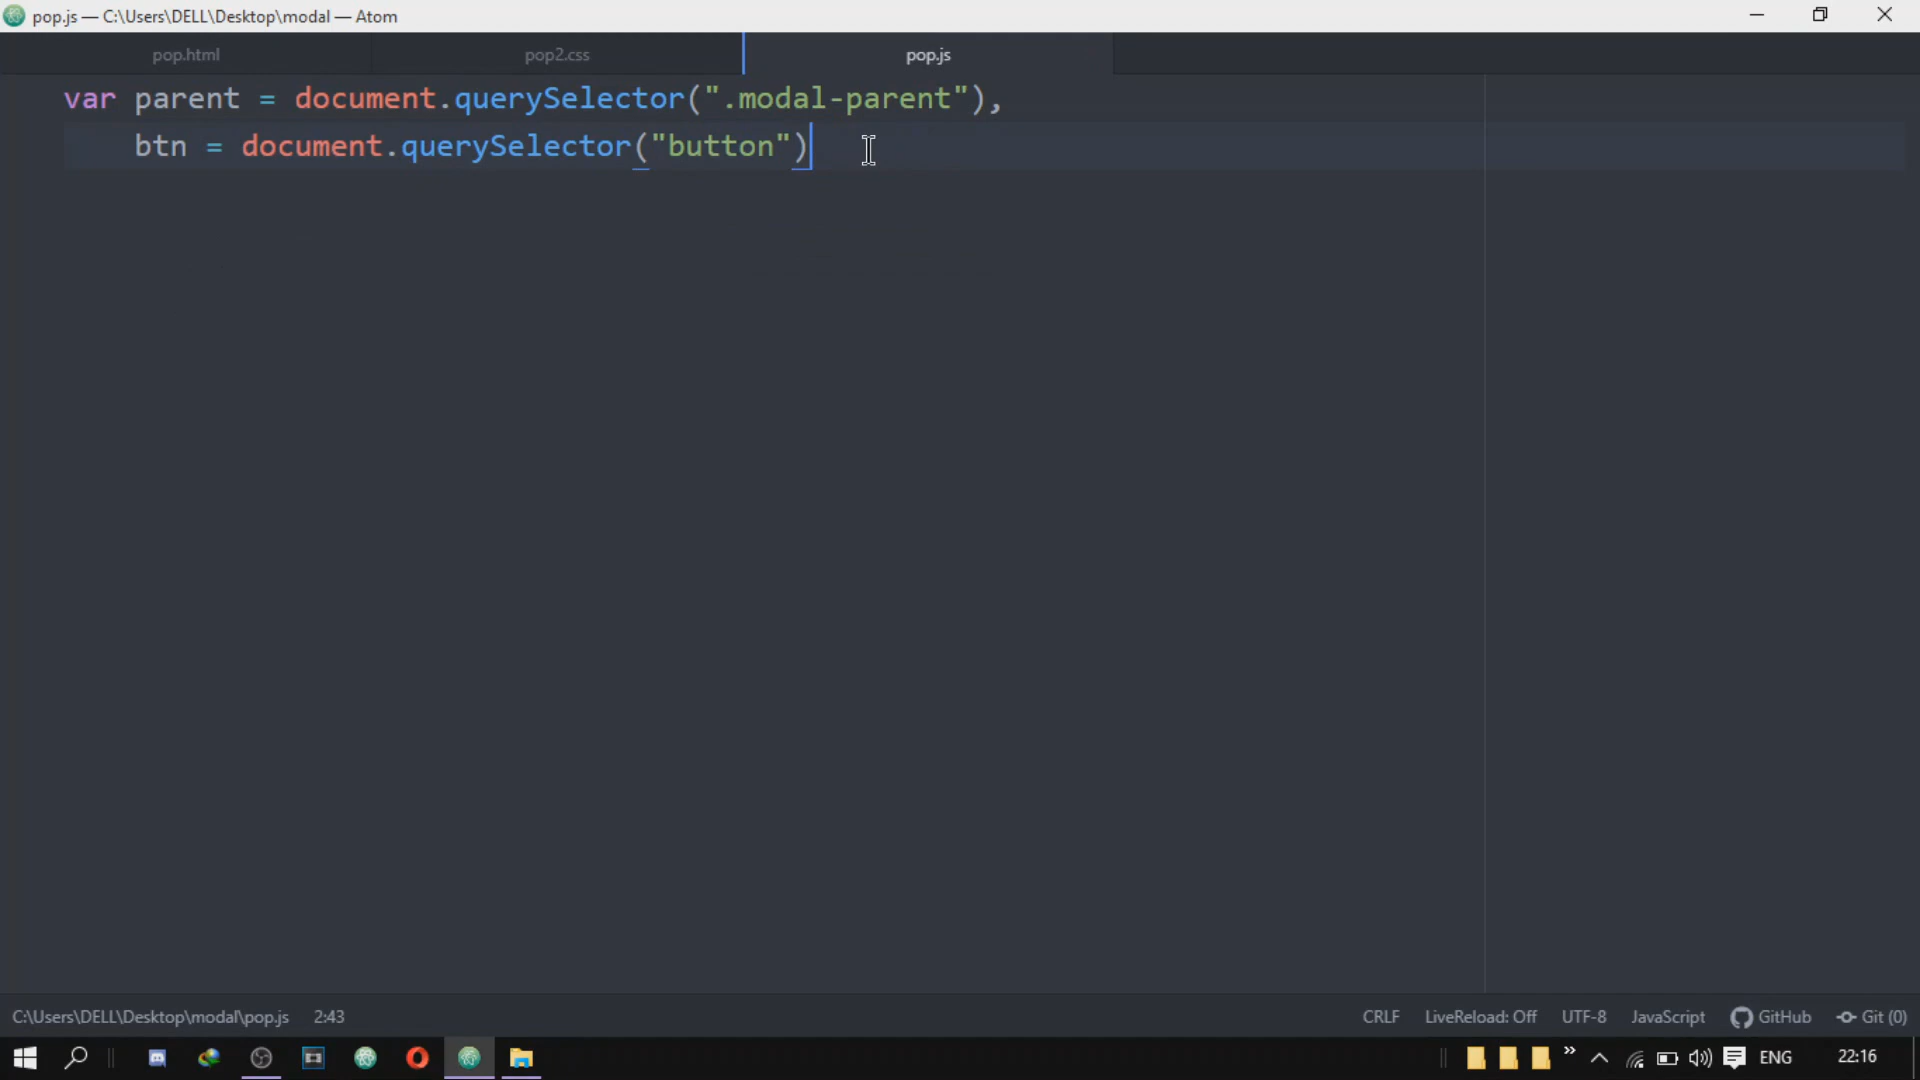 pop.js — C:\Users\DELL\Desktop\modal — Atom
pop.html pop2.css pop.js
var parent = document.querySelector(".modal-parent"),
btn = document.querySelector("button")
C:\Users\DELL\Desktop\modal\pop.js 2:43 CRLF LiveReload: Off UTF-8 JavaScript GitHub Git (0)
ENG 22:16